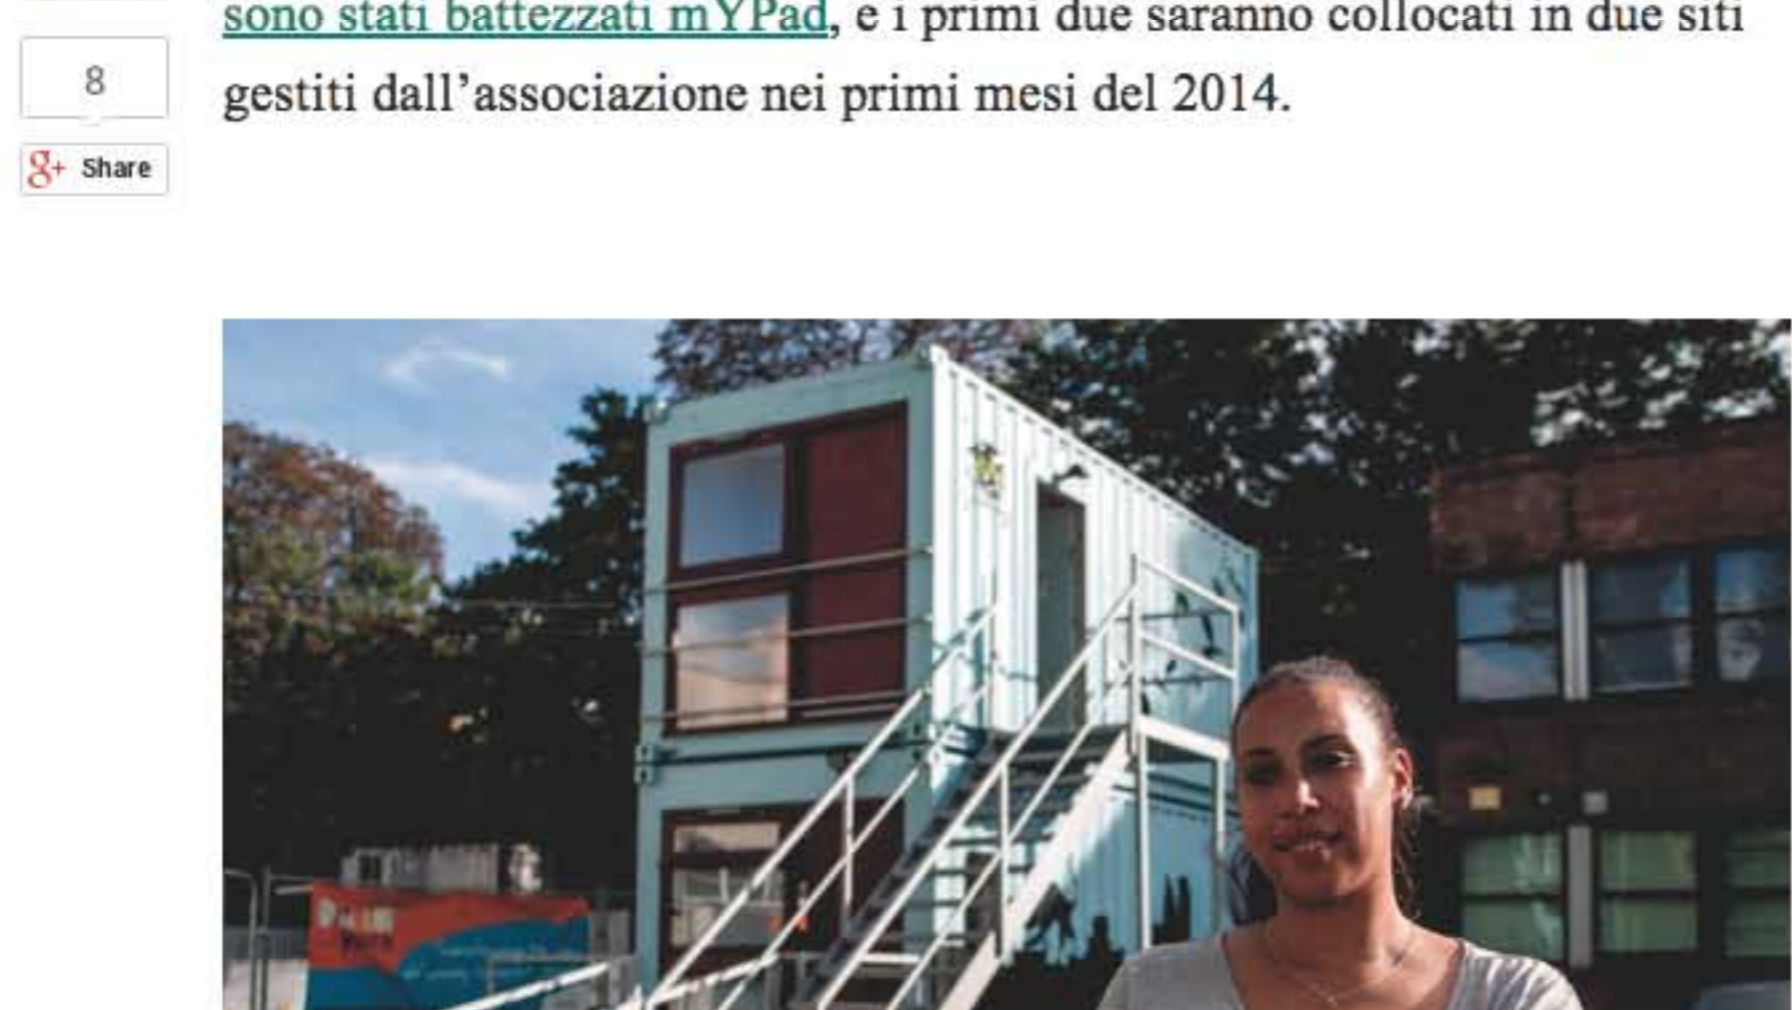 sono stati battezzati mYPad, e i primi due saranno collocati in due siti
gestiti dall’associazione nei primi mesi del 2014.
8
g+ Share